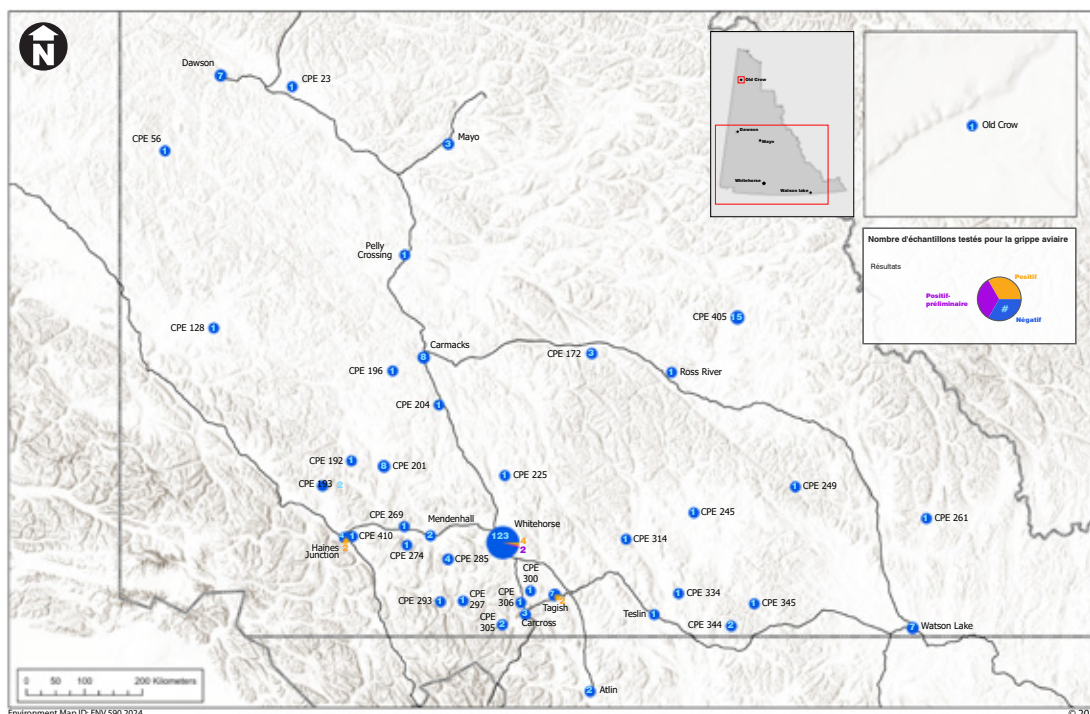 N
Dawson
7
CPE 23
1
CPE 56
1
Mayo
3
Old Crow
Dawson
Mayo
Whitehorse
Watson lake
1
Old Crow
Nombre d'échantillons testés pour la grippe aviaire
Résultats
Positif
Positif-
préliminaire
#
Négatif
Pelly
Crossing
1
CPE 128
1
CPE 405
15
Carmacks
8
CPE 172
3
CPE 196
1
1
Ross River
CPE 204
1
CPE 192
1
8
CPE 201
CPE 193
2
1
CPE 225
1
CPE 249
CPE 269
1
Mendenhall
2
Whitehorse
123
4
2
1
CPE 245
1
CPE 261
4
1
CPE 410
Haines
Junction
1
CPE 274
4
CPE 285
1
CPE 314
CPE
300
1
CPE 293
1
1
CPE
297
CPE
306
1
7
Tagish
1
CPE 334
1
CPE 345
CPE
305
2
3
Carcross
Teslin
1
CPE 344
2
7
Watson Lake
2
Atlin
0 50 100 200 Kilometers
Environment Map ID: ENV.590.2024
© 20